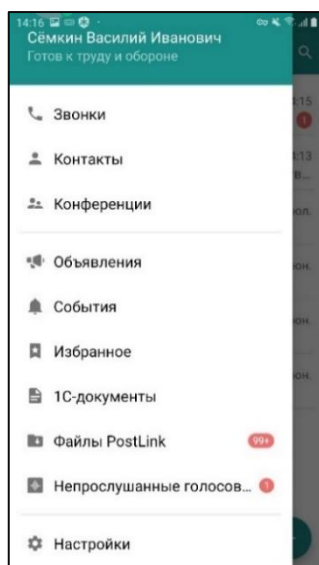 14:16
Сёмкин Василий Иванович
Готов к труду и обороне
Звонки
Контакты
Конференции
Объявления
События
Избранное
1С-документы
Файлы PostLink 99+
Непрослушанные голосов... 1
Настройки